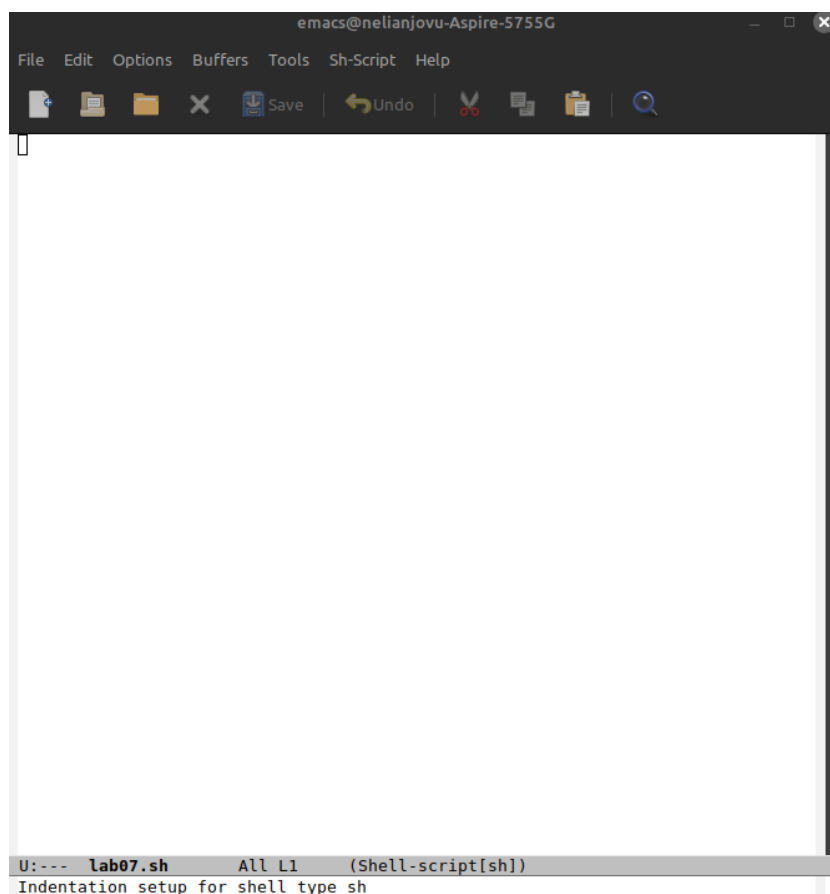 emacs@nelianjovu-Aspire-5755G
File Edit Options Buffers Tools Sh-Script Help
Save Undo
U:--- lab07.sh All L1 (Shell-script[sh])
Indentation setup for shell type sh